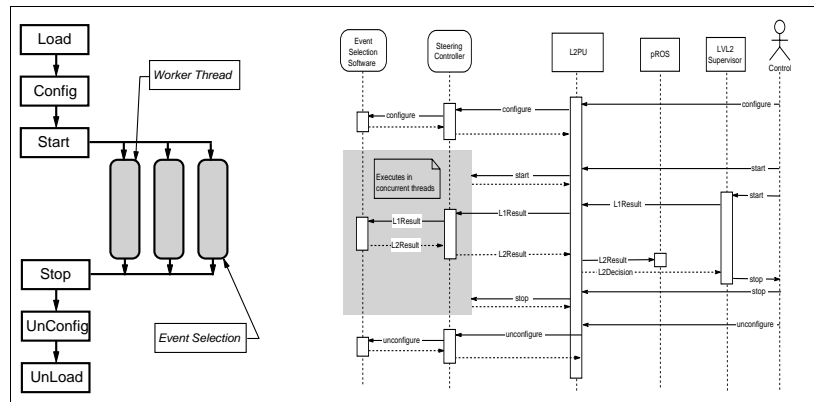 Load
Config
Start
Worker Thread
Stop
UnConfig
UnLoad
Event Selection
Event
Selection
Software
Steering
Controller
L2PU
pROS
LVL2
Supervisor
Control
configure
configure
configure
Executes in
concurrent threads
start
start
start
L1Result
L1Result
L1Result
L2Result
L2Result
L2Result
L2Decision
stop
stop
stop
unconfigure
unconfigure
unconfigure